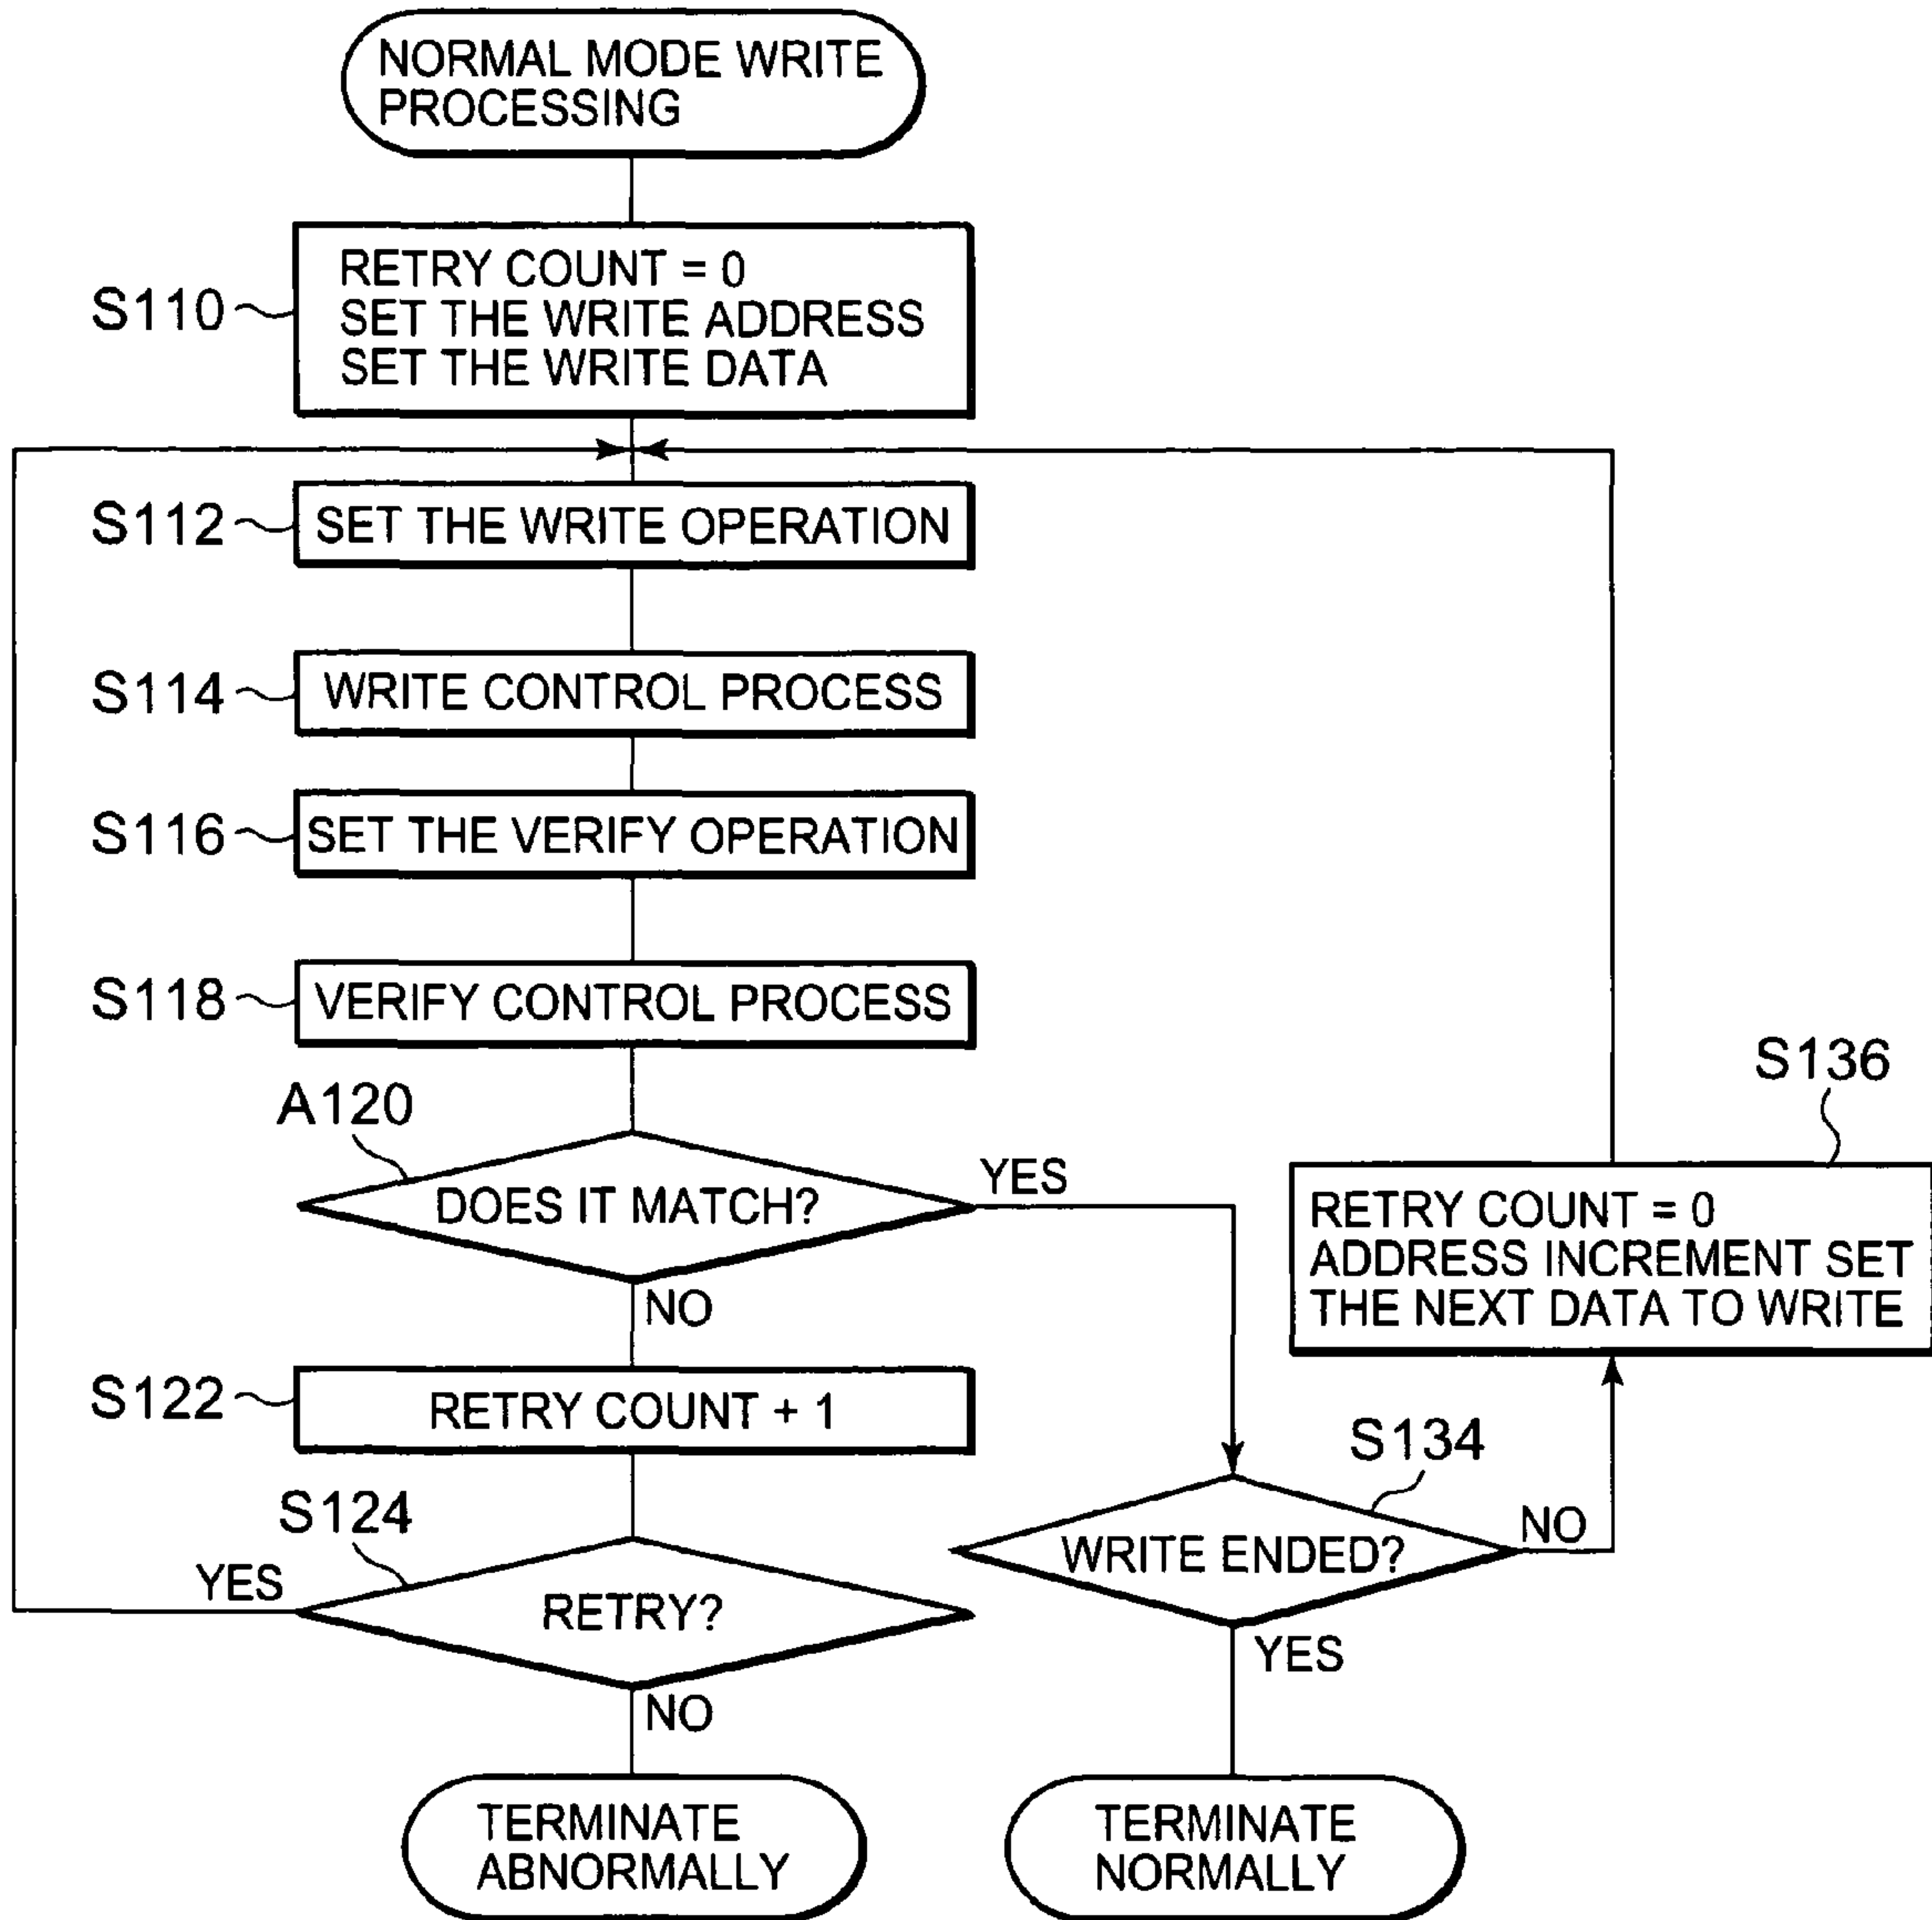 NORMAL MODE WRITE
PROCESSING
S110
RETRY COUNT = 0
SET THE WRITE ADDRESS
SET THE WRITE DATA
S112
SET THE WRITE OPERATION
S114
WRITE CONTROL PROCESS
S116
SET THE VERIFY OPERATION
S118
VERIFY CONTROL PROCESS
A120
DOES IT MATCH?
YES
NO
S136
RETRY COUNT = 0
ADDRESS INCREMENT SET
THE NEXT DATA TO WRITE
S122
RETRY COUNT + 1
S134
WRITE ENDED?
NO
YES
S124
YES
RETRY?
NO
TERMINATE
ABNORMALLY
TERMINATE
NORMALLY